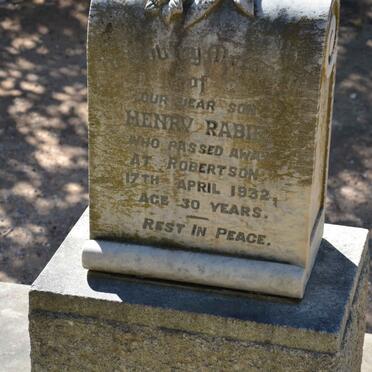 of
OUR DEAR SON
HENRY RABIE
WHO PASSED AWAY
AT ROBERTSON
17TH APRIL 1932,
AGE 30 YEARS.
REST IN PEACE.